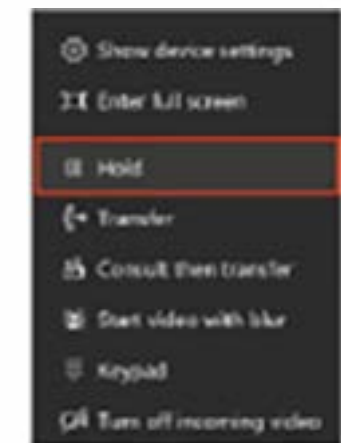 Show device settings
Enter full screen
Hold
Transfer
Consult then transfer
Start video with blur
Keypad
Turn off incoming video